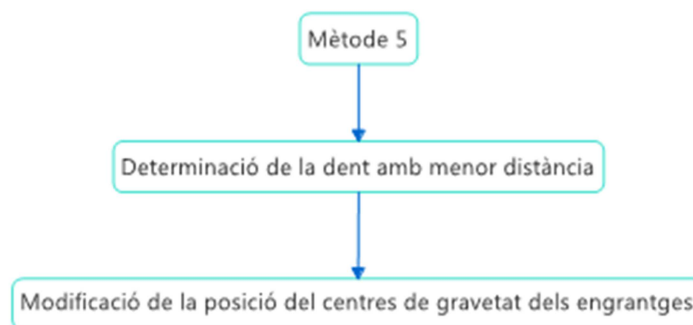 Mètode 5
Determinació de la dent amb menor distància
Modificació de la posició del centres de gravetat dels engrantges